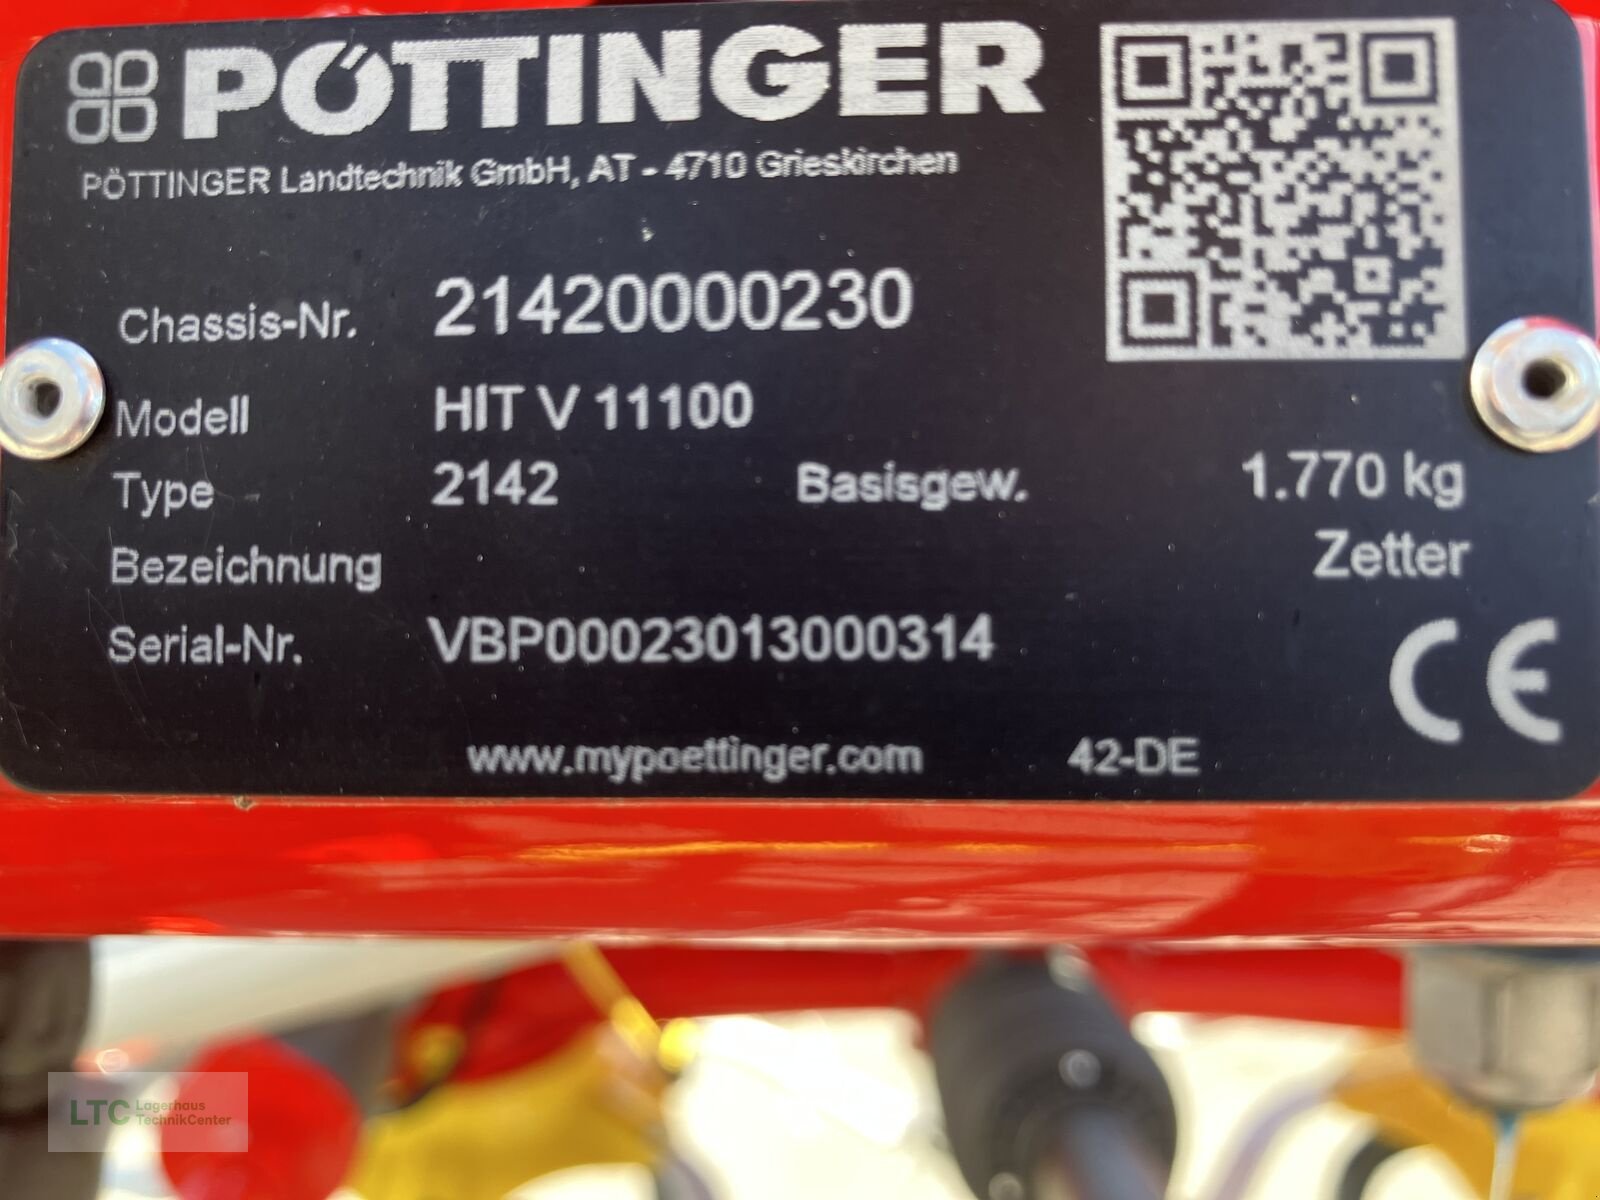 PÖTTINGER
PÖTTINGER Landtechnik GmbH, AT - 4710 Grieskirchen
Chassis-Nr. 21420000230
Modell HIT V 11100
Type 2142 Basisgew. 1.770 kg
Bezeichnung Zetter
Serial-Nr. VBP00023013000314
CE
www.mypoettinger.com 42-DE
LTC Lagerhaus
TechnikCenter